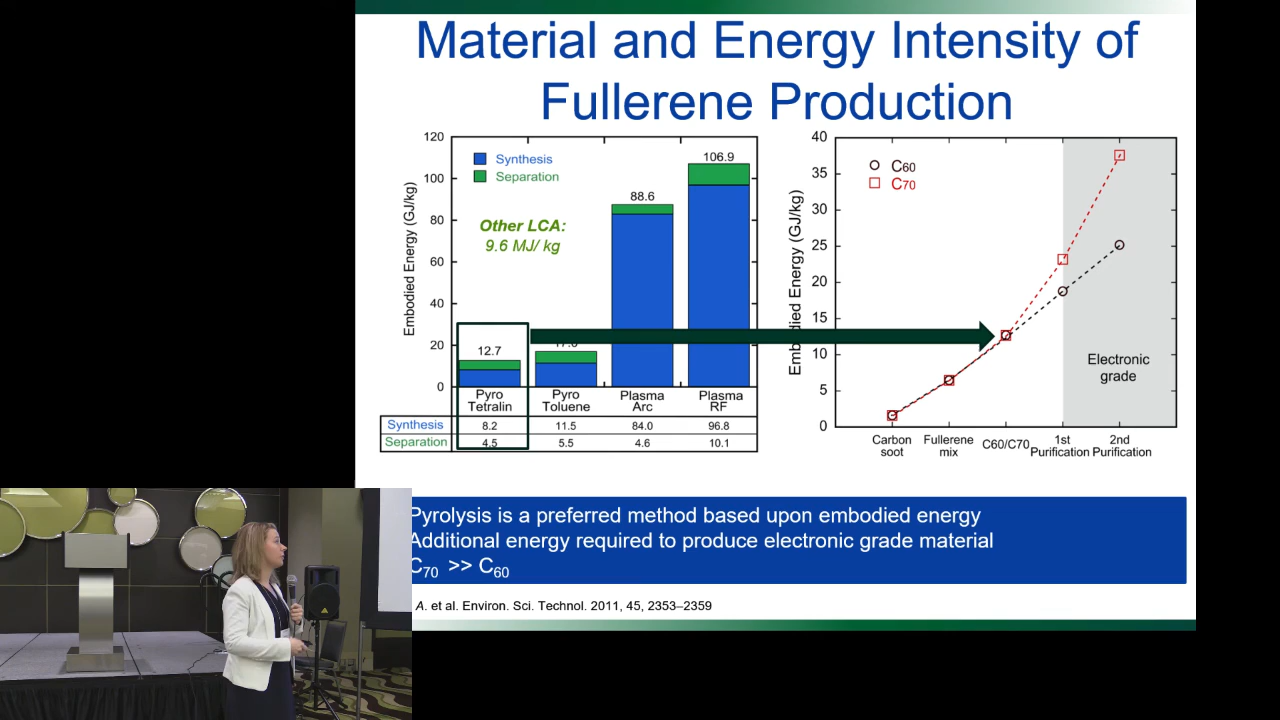 Material and Energy Intensity of
Fullerene Production
120
100
80
60
40
20
0
Embodied Energy (GJ/kg)
Synthesis
Separation
Other LCA:
9.6 MJ/ kg
12.7
88.6
106.9
Pyro Tetralin
Pyro Toluene
Plasma Arc
Plasma RF
Synthesis 8.2 11.5 84.0 96.8
Separation 4.5 5.5 4.6 10.1
40
35
30
25
20
15
10
5
0
Embodied Energy (GJ/kg)
C60
C70
Electronic
grade
Carbon soot
Fullerene mix
C60/C70
1st Purification
2nd Purification
Pyrolysis is a preferred method based upon embodied energy
Additional energy required to produce electronic grade material
C70 >> C60
A. et al. Environ. Sci. Technol. 2011, 45, 2353–2359